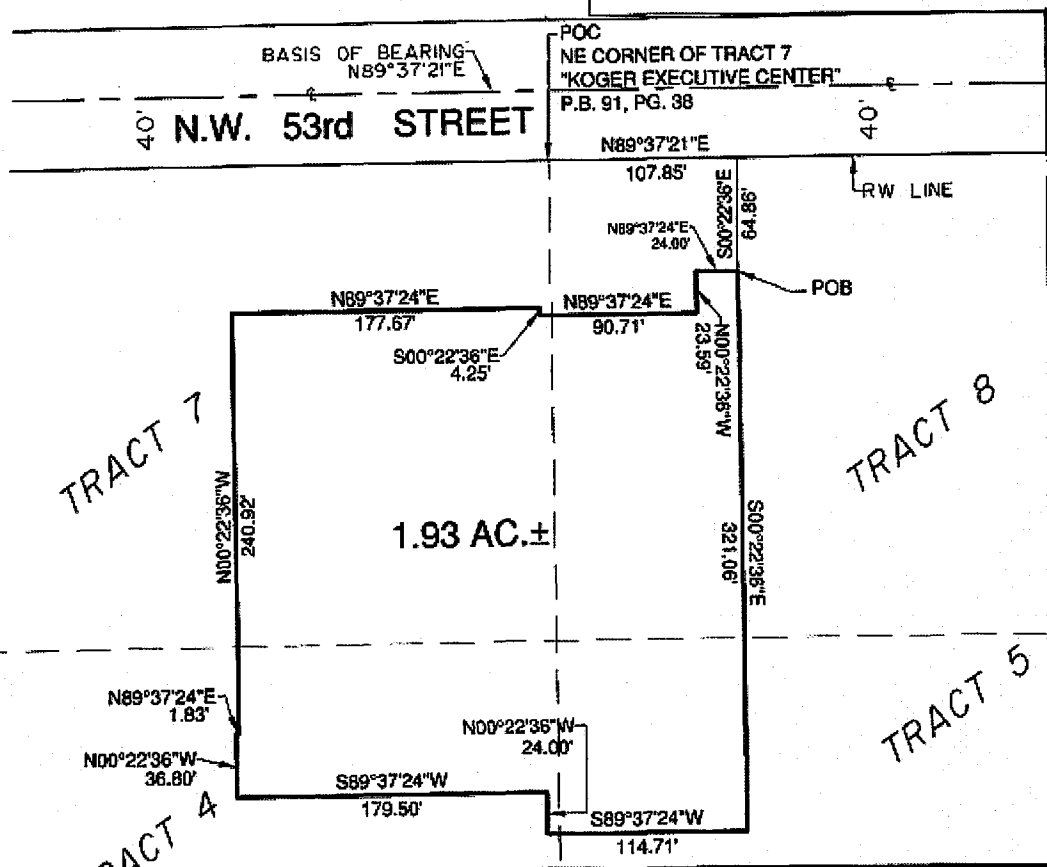 POC
NE CORNER OF TRACT 7
"KOGER EXECUTIVE CENTER"
P.B. 91, PG. 38
BASIS OF BEARING
N89°37'21"E
℄
℄
40'
N.W. 53rd STREET
40'
N89°37'21"E
107.85'
RW LINE
S00°22'36"E
64.86'
N89°37'24"E
24.00'
POB
N89°37'24"E
177.67'
N89°37'24"E
90.71'
S00°22'36"E
4.25'
N00°22'36"W
23.59'
TRACT 7
TRACT 8
N00°22'36"W
240.92'
1.93 AC.±
S00°22'36"E
321.06'
N89°37'24"E
1.83'
N00°22'36"W
36.80'
N00°22'36"W
24.00'
TRACT 5
S89°37'24"W
179.50'
S89°37'24"W
114.71'
ACT 4